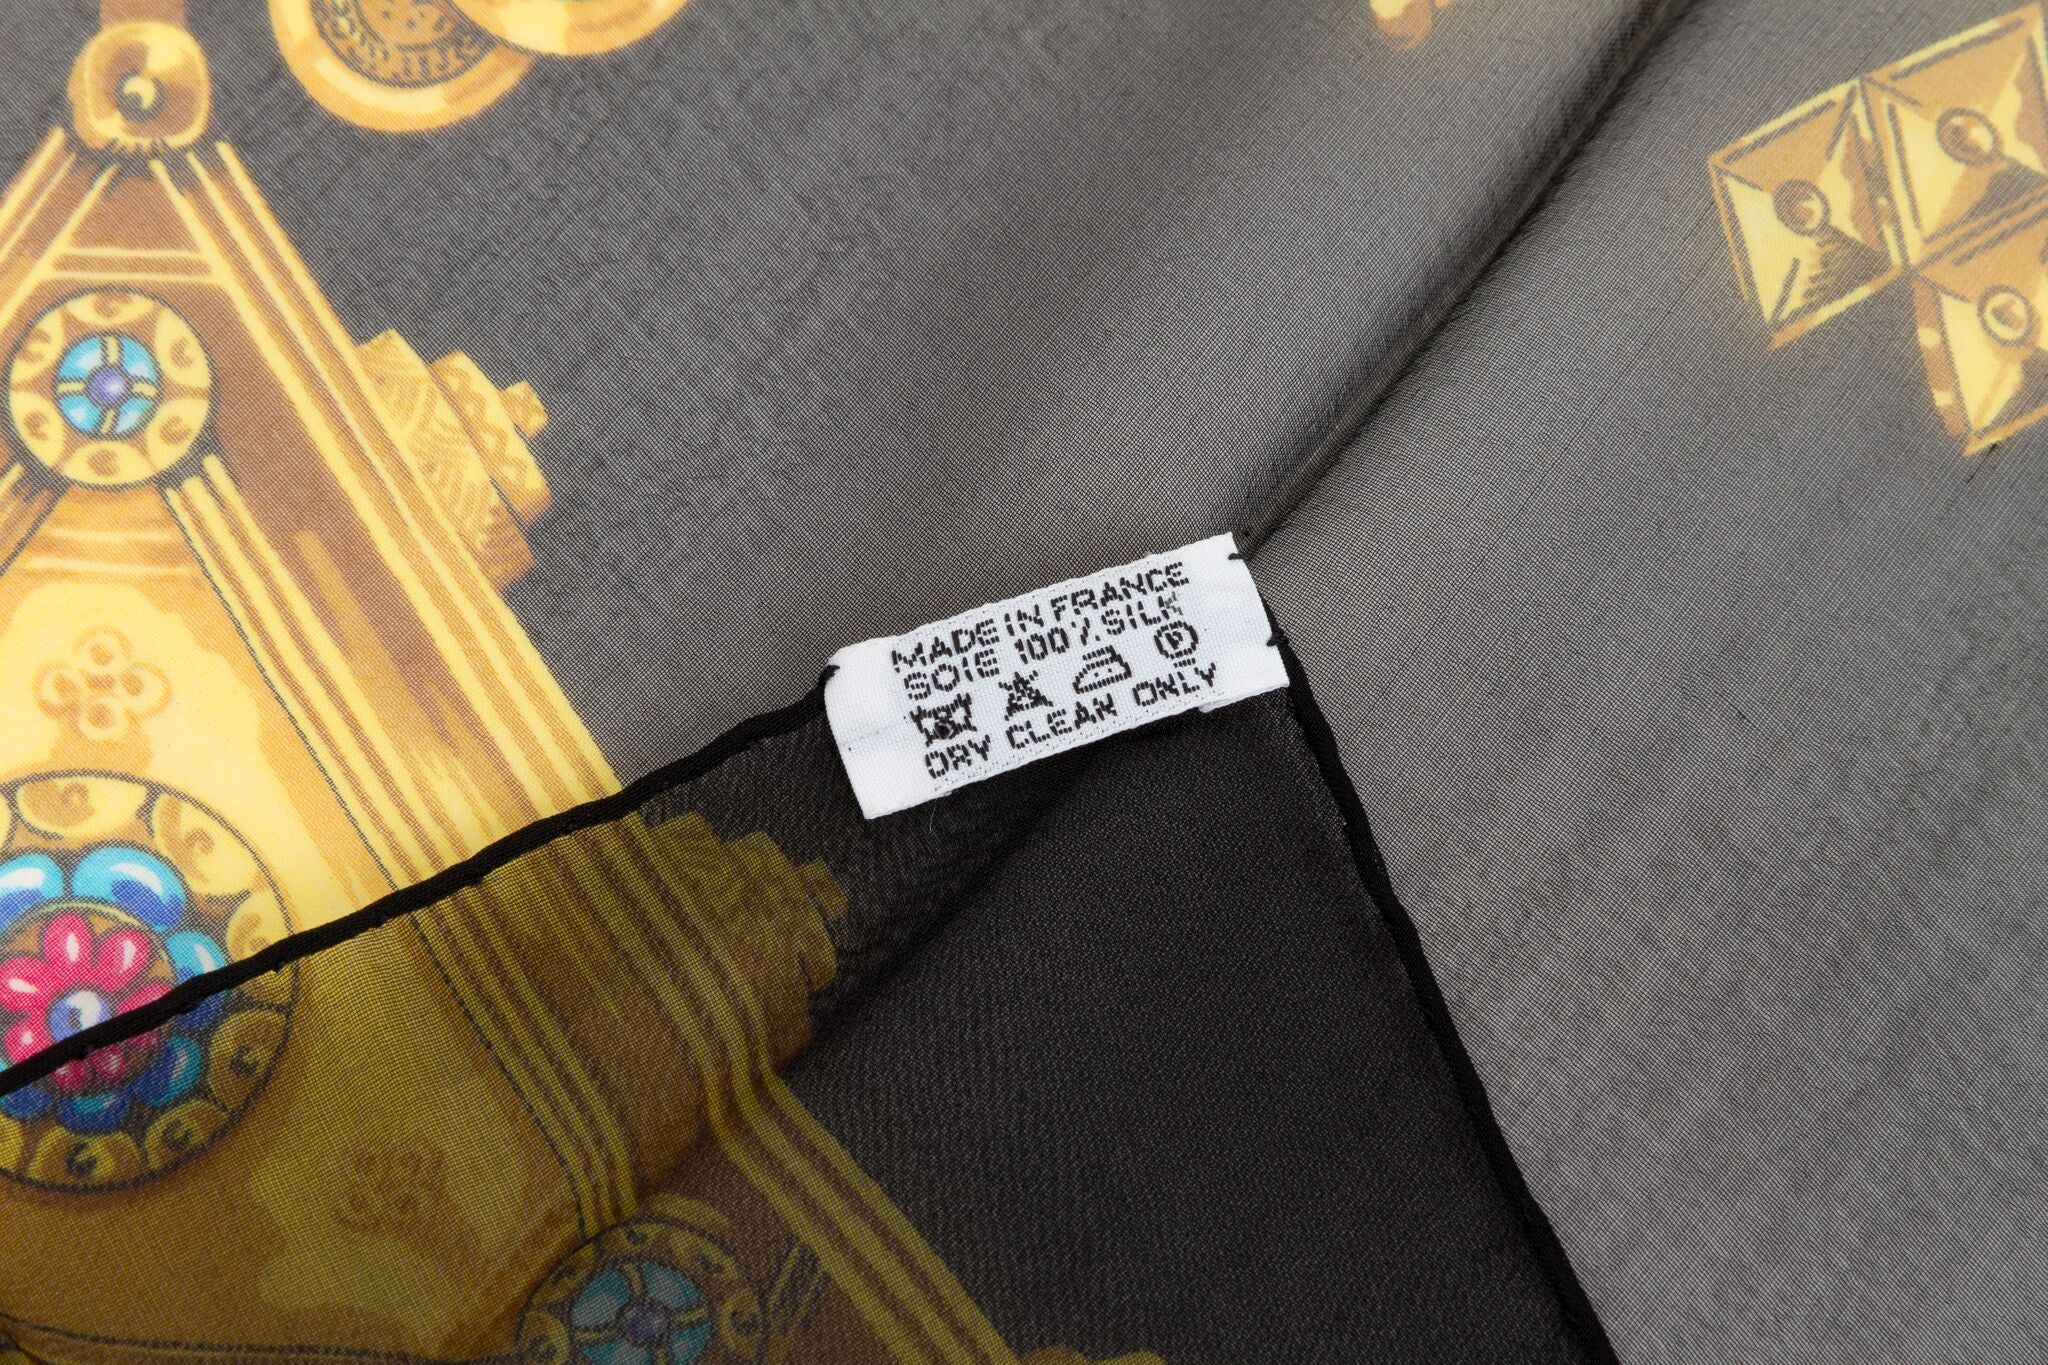 MADE IN FRANCE
SOIE 100% SILK
P
DRY CLEAN ONLY